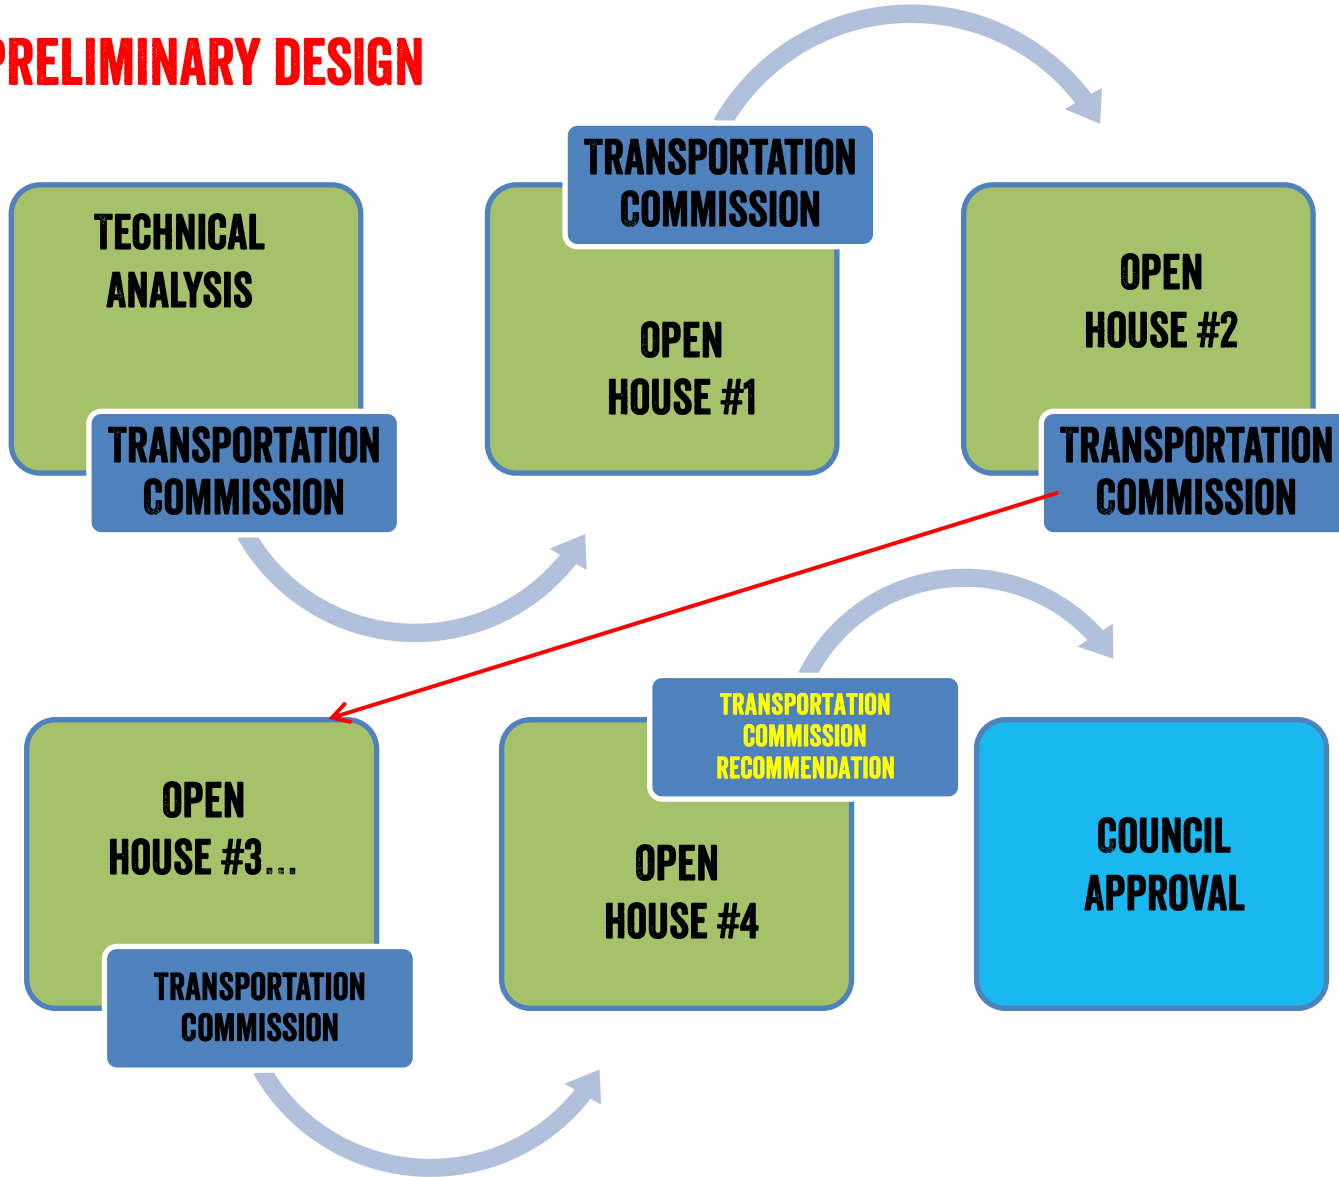 PRELIMINARY DESIGN
TECHNICAL
ANALYSIS
TRANSPORTATION
COMMISSION
TRANSPORTATION
COMMISSION
OPEN
HOUSE #1
OPEN
HOUSE #2
TRANSPORTATION
COMMISSION
OPEN
HOUSE #3...
TRANSPORTATION
COMMISSION
TRANSPORTATION
COMMISSION
RECOMMENDATION
OPEN
HOUSE #4
COUNCIL
APPROVAL